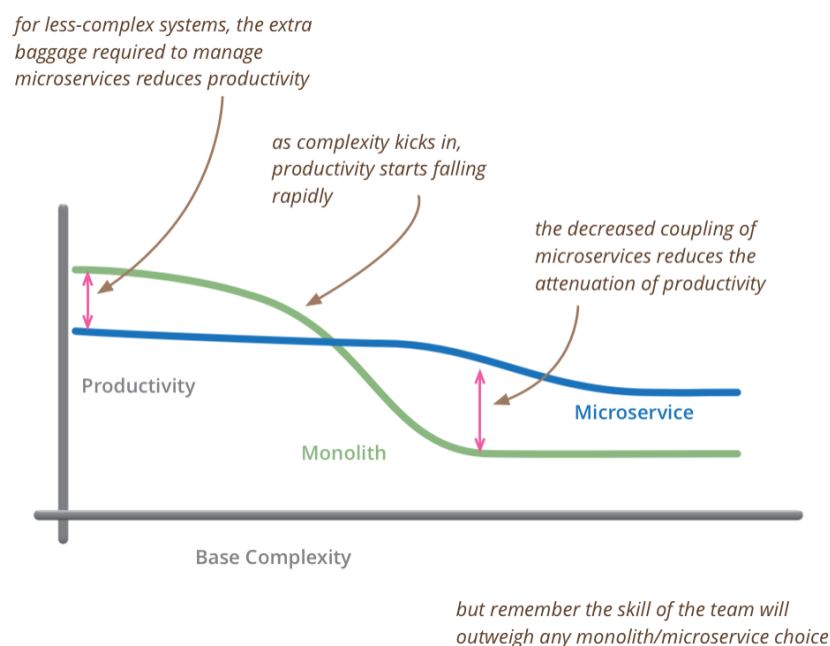 for less-complex systems, the extra
baggage required to manage
microservices reduces productivity
as complexity kicks in,
productivity starts falling
rapidly
the decreased coupling of
microservices reduces the
attenuation of productivity
Productivity
Microservice
Monolith
Base Complexity
but remember the skill of the team will
outweigh any monolith/microservice choice